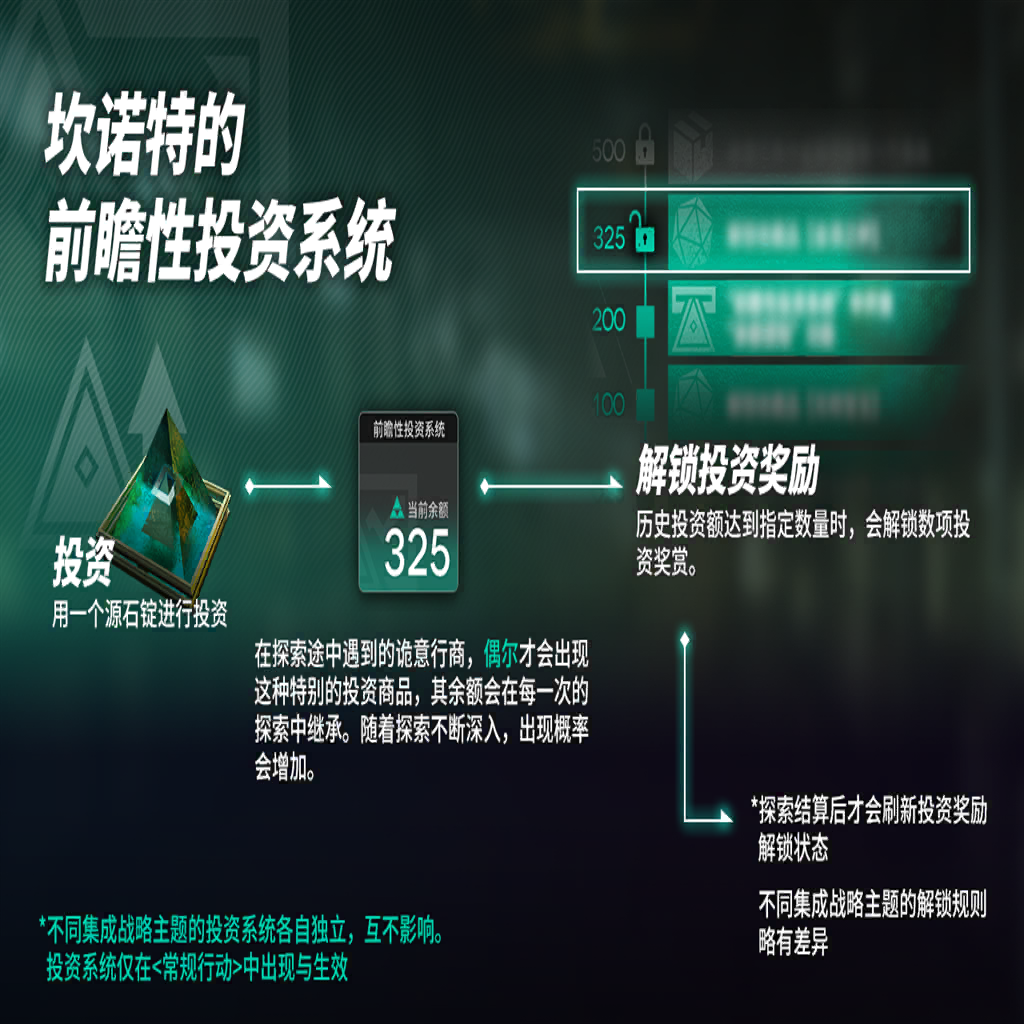 坎诺特的
前瞻性投资系统
500
325
200
100
前瞻性投资系统
当前余额
325
投资
用一个源石锭进行投资
解锁投资奖励
历史投资额达到指定数量时，会解锁数项投
资奖赏。
在探索途中遇到的诡意行商，偶尔才会出现
这种特别的投资商品，其余额会在每一次的
探索中继承。随着探索不断深入，出现概率
会增加。
*探索结算后才会刷新投资奖励
解锁状态
不同集成战略主题的解锁规则
略有差异
*不同集成战略主题的投资系统各自独立，互不影响。
投资系统仅在<常规行动>中出现与生效